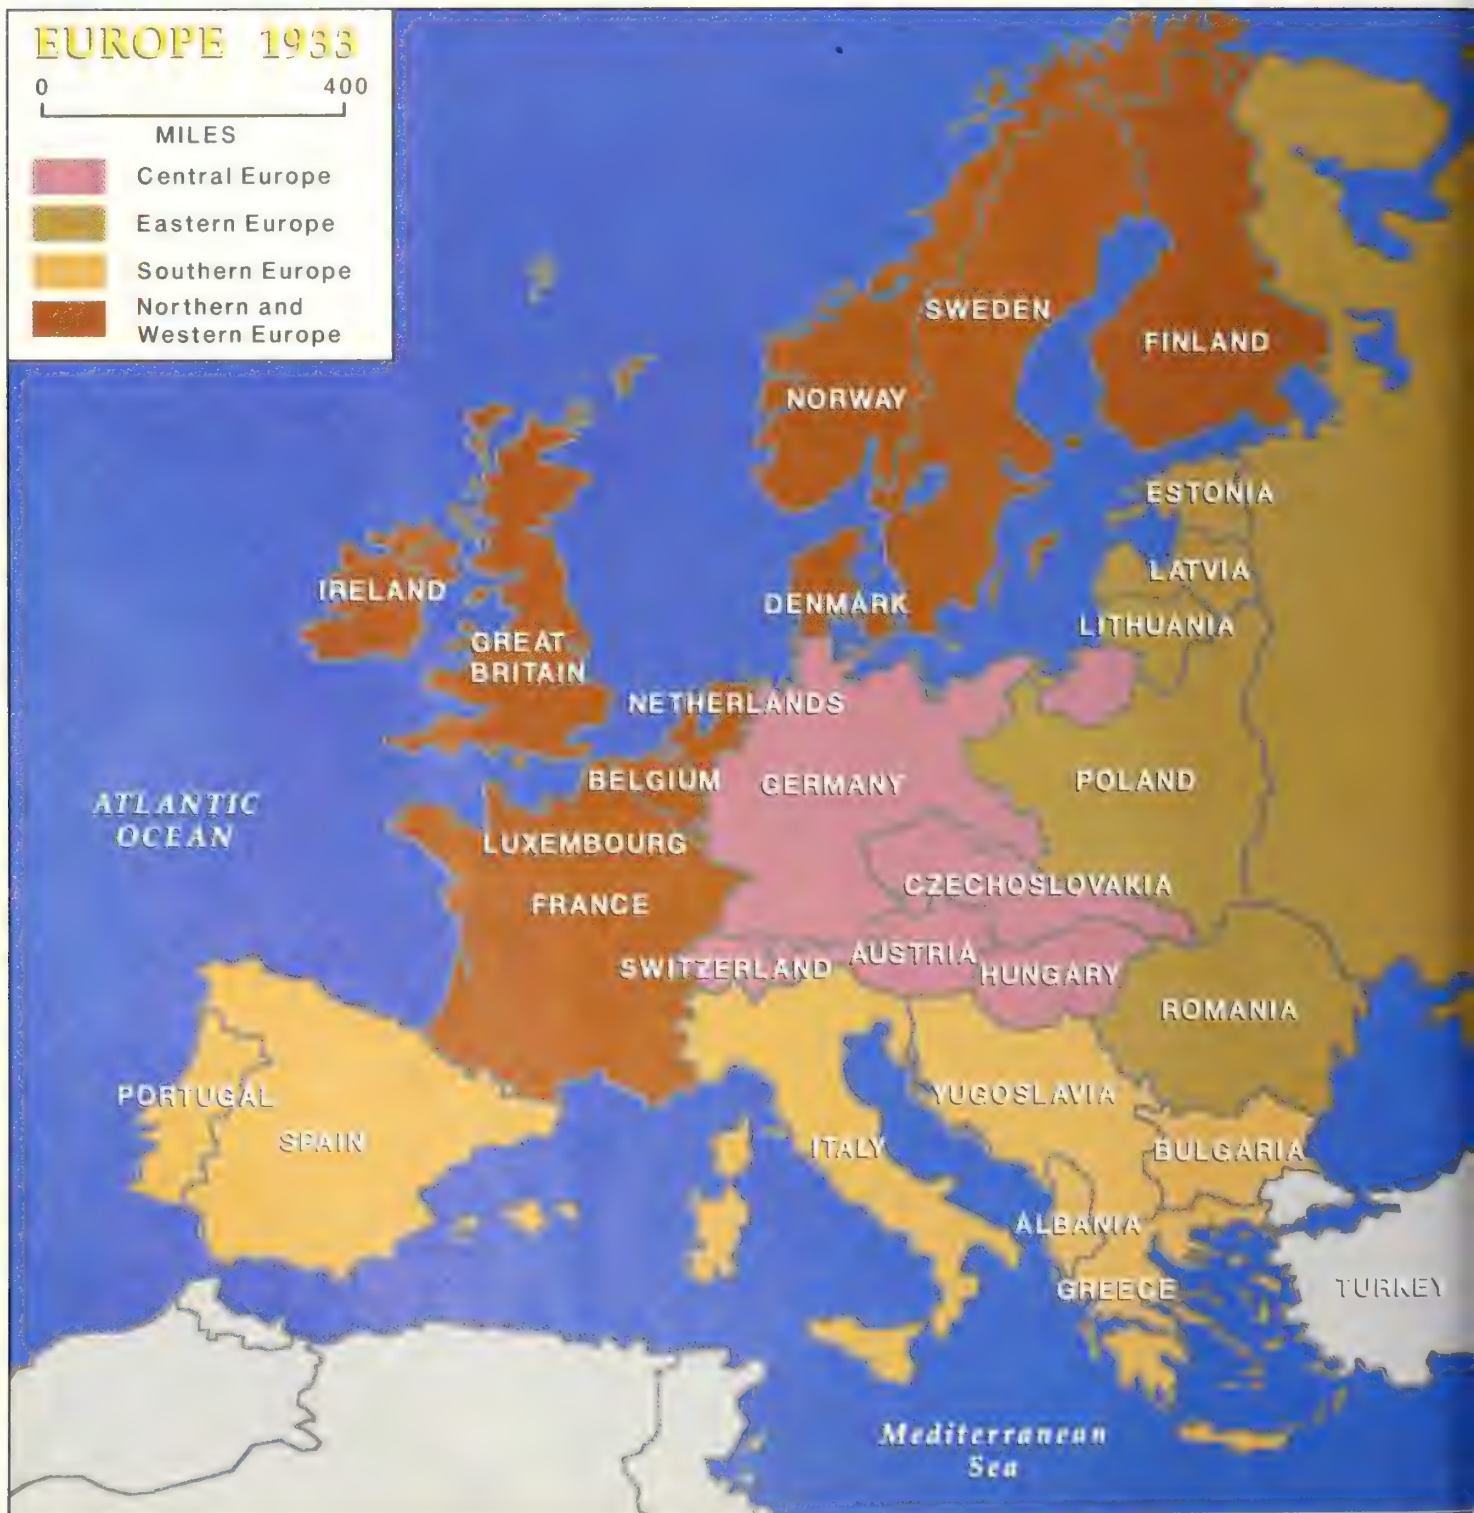 EUROPE 1933
0 400
MILES
Central Europe
Eastern Europe
Southern Europe
Northern and
Western Europe
SWEDEN
FINLAND
NORWAY
ESTONIA
LATVIA
IRELAND
DENMARK
LITHUANIA
GREAT
BRITAIN
NETHERLANDS
BELGIUM
GERMANY
POLAND
ATLANTIC
OCEAN
LUXEMBOURG
CZECHOSLOVAKIA
FRANCE
SWITZERLAND
AUSTRIA
HUNGARY
ROMANIA
PORTUGAL
SPAIN
YUGOSLAVIA
ITALY
BULGARIA
ALBANIA
GREECE
TURKEY
Mediterranean
Sea